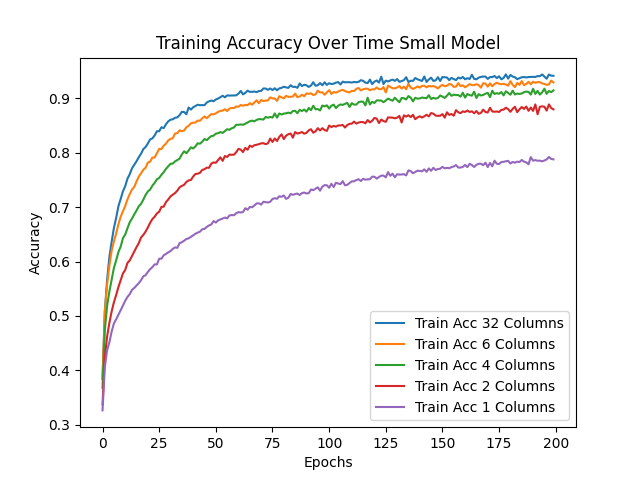 Training Accuracy Over Time Small Model
Accuracy
0.9
0.8
0.7
0.6
0.5
0.4
0.3
Train Acc 32 Columns
Train Acc 6 Columns
Train Acc 4 Columns
Train Acc 2 Columns
Train Acc 1 Columns
0 25 50 75 100 125 150 175 200
Epochs